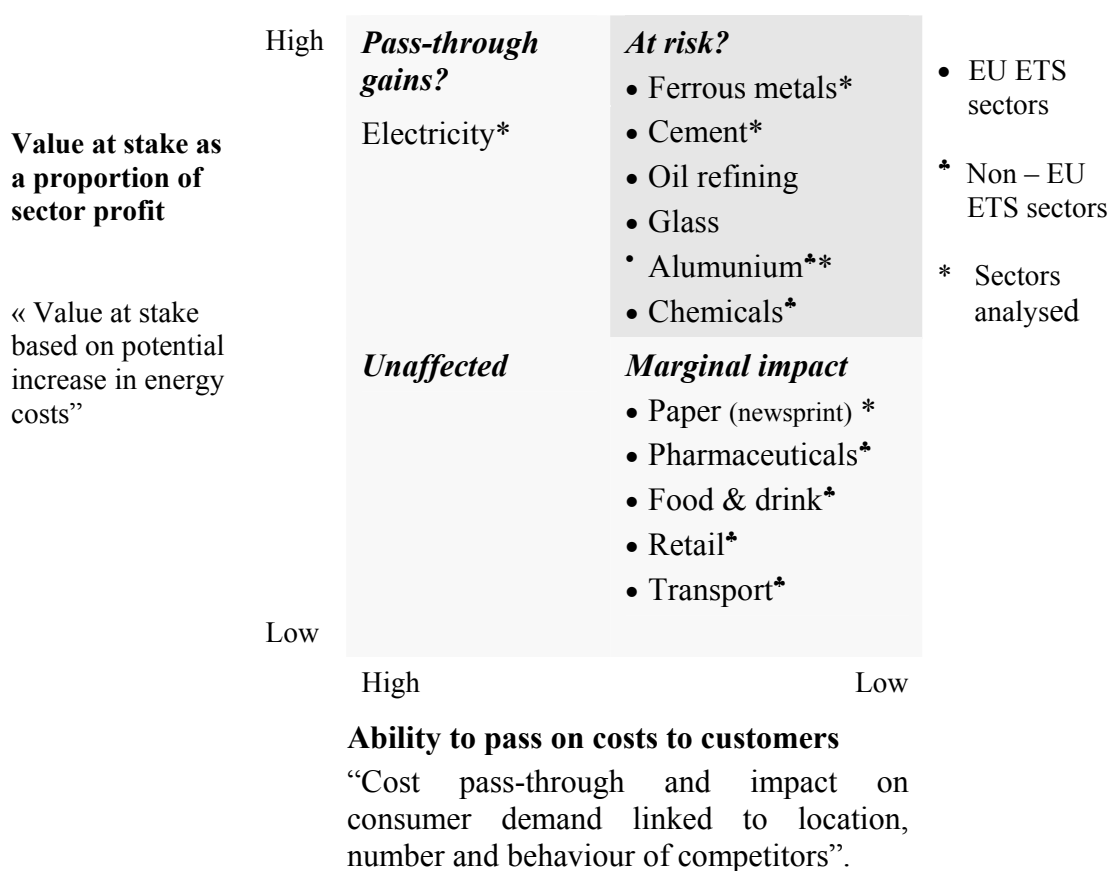 High
Value at stake as
a proportion of
sector profit
« Value at stake
based on potential
increase in energy
costs”
Low
Pass-through
gains?
Electricity*
At risk?
• Ferrous metals*
• Cement*
• Oil refining
• Glass
• Alumunium♣*
• Chemicals♣
Unaffected
Marginal impact
• Paper (newsprint) *
• Pharmaceuticals♣
• Food & drink♣
• Retail♣
• Transport♣
• EU ETS
sectors
♣ Non – EU
ETS sectors
* Sectors
analysed
High Low
Ability to pass on costs to customers
“Cost pass-through and impact on
consumer demand linked to location,
number and behaviour of competitors”.